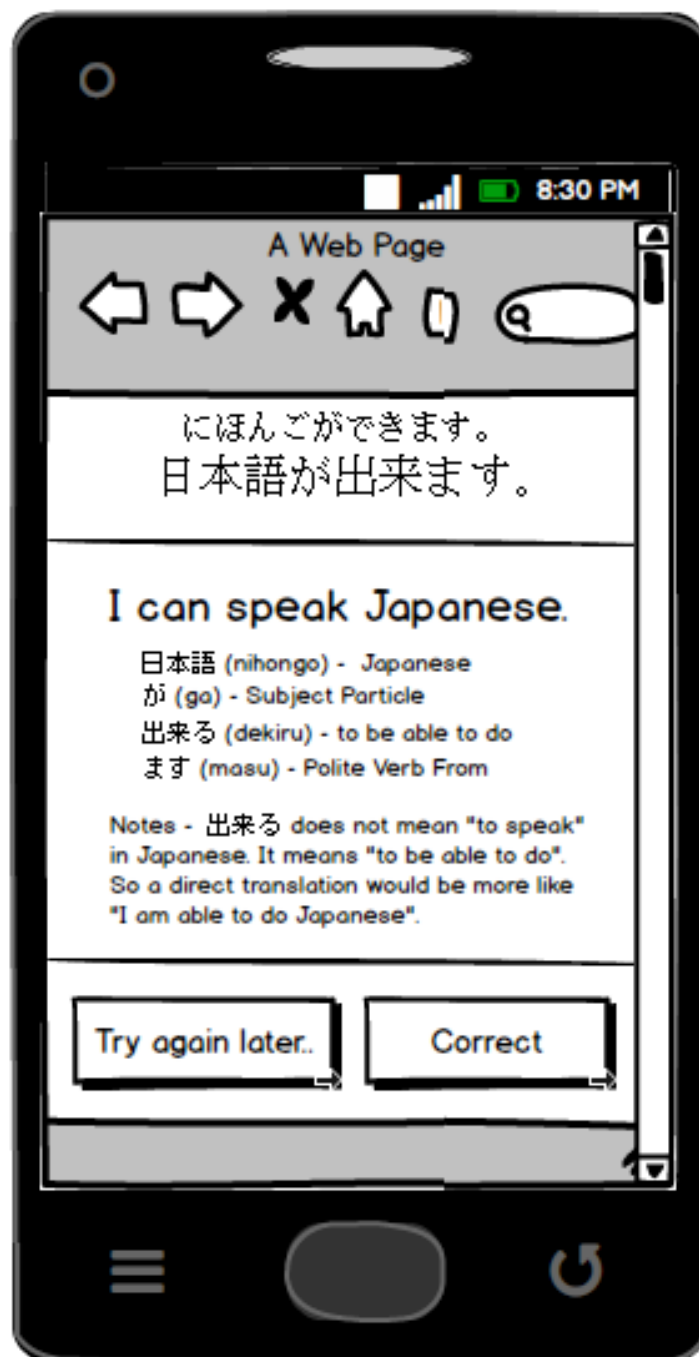 8:30 PM
A Web Page
にほんごができます。
日本語が出来ます。
I can speak Japanese.
日本語 (nihongo) - Japanese
が (ga) - Subject Particle
出来る (dekiru) - to be able to do
ます (masu) - Polite Verb From
Notes - 出来る does not mean "to speak"
in Japanese. It means "to be able to do".
So a direct translation would be more like
"I am able to do Japanese".
Try again later..
Correct